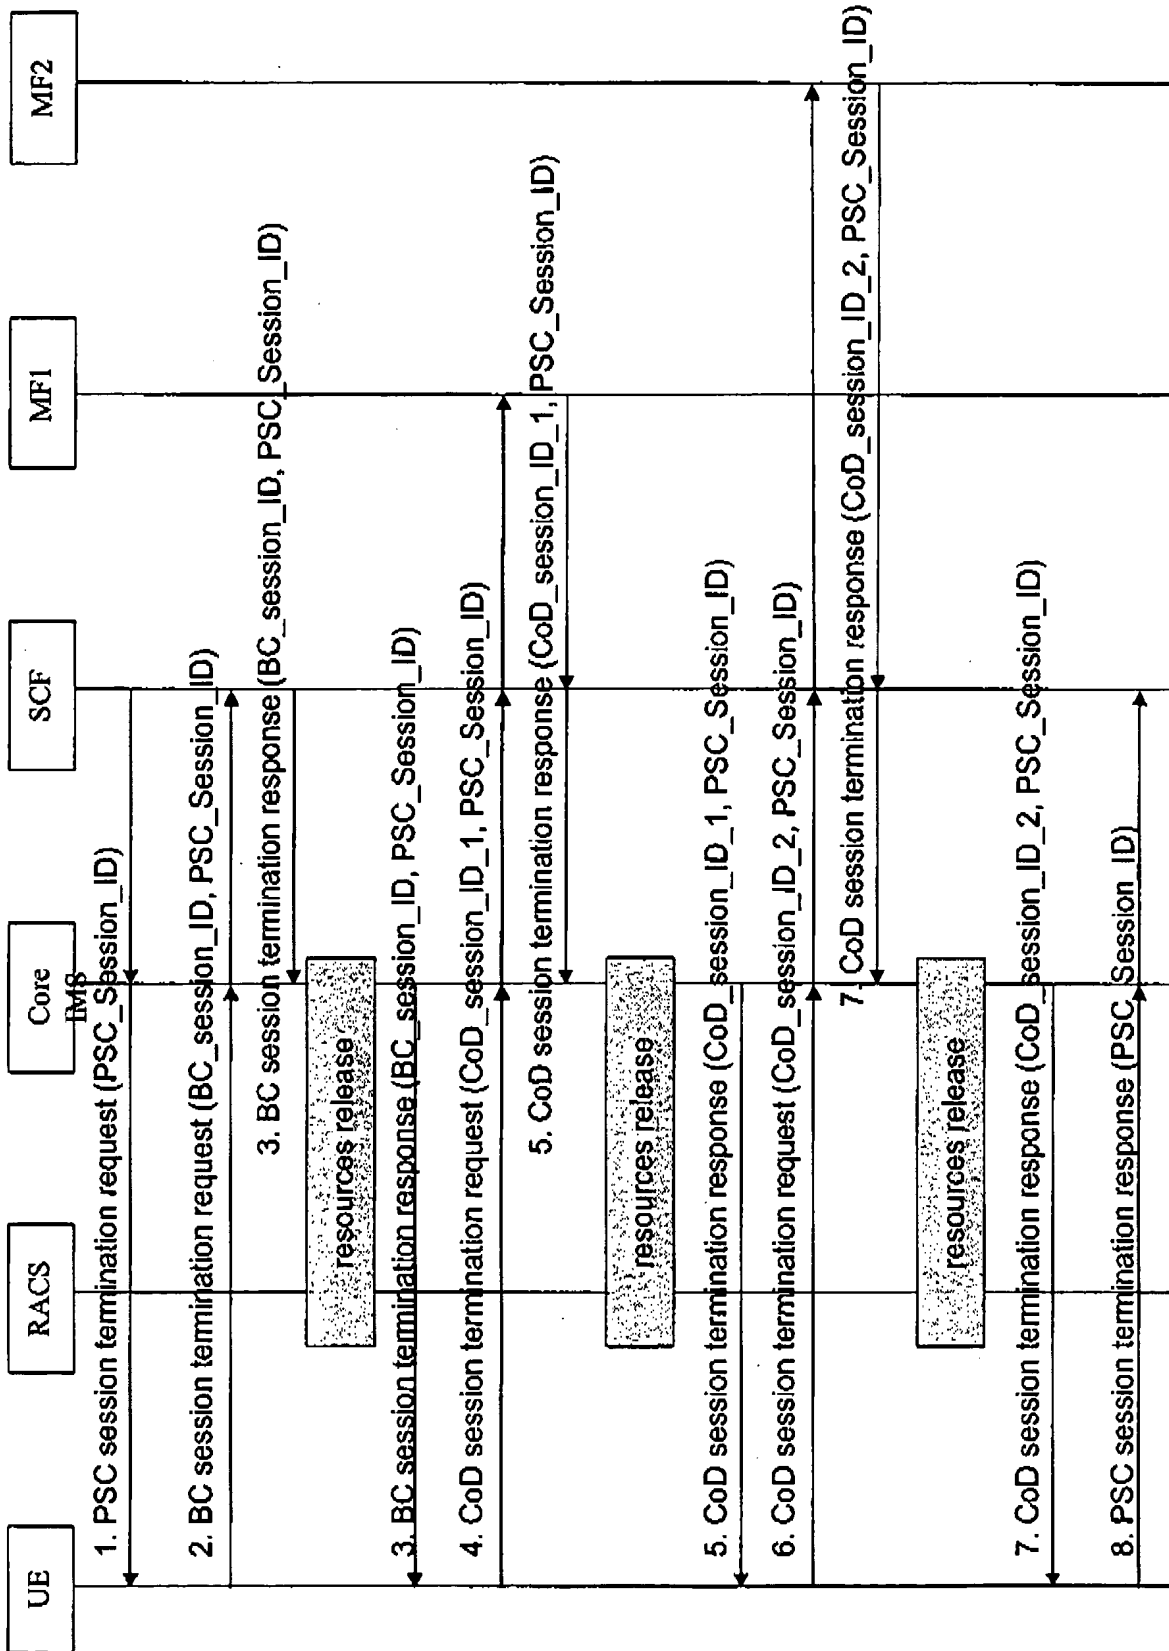 UE
RACS
Core
IMS
SCF
MF1
MF2
1. PSC session termination request (PSC_Session_ID)
2. BC session termination request (BC_session_ID, PSC_Session_ID)
3. BC session termination response (BC_session_ID, PSC_Session_ID)
resources release
3. BC session termination response (BC_session_ID, PSC_Session_ID)
4. CoD session termination request (CoD_session_ID_1, PSC_Session_ID)
5. CoD session termination response (CoD_session_ID_1, PSC_Session_ID)
resources release
5. CoD session termination response (CoD_session_ID_1, PSC_Session_ID)
6. CoD session termination request (CoD_session_ID_2, PSC_Session_ID)
7. CoD session termination response (CoD_session_ID_2, PSC_Session_ID)
resources release
7. CoD session termination response (CoD_session_ID_2, PSC_Session_ID)
8. PSC session termination response (PSC_Session_ID)